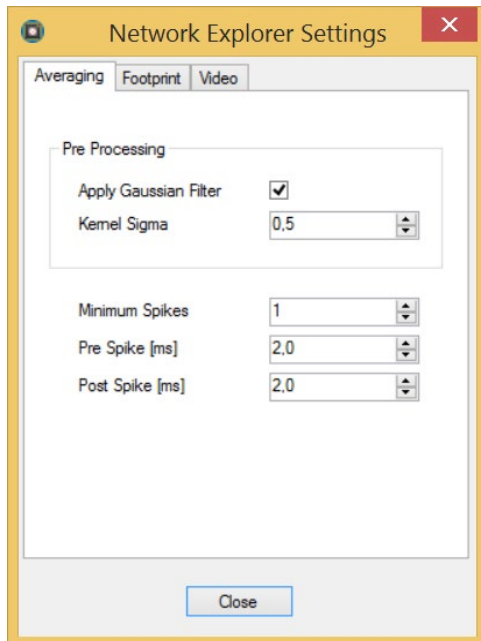 Network Explorer Settings
Averaging Footprint Video
Pre Processing
Apply Gaussian Filter
Kernel Sigma 0,5
Minimum Spikes 1
Pre Spike [ms] 2,0
Post Spike [ms] 2,0
Close